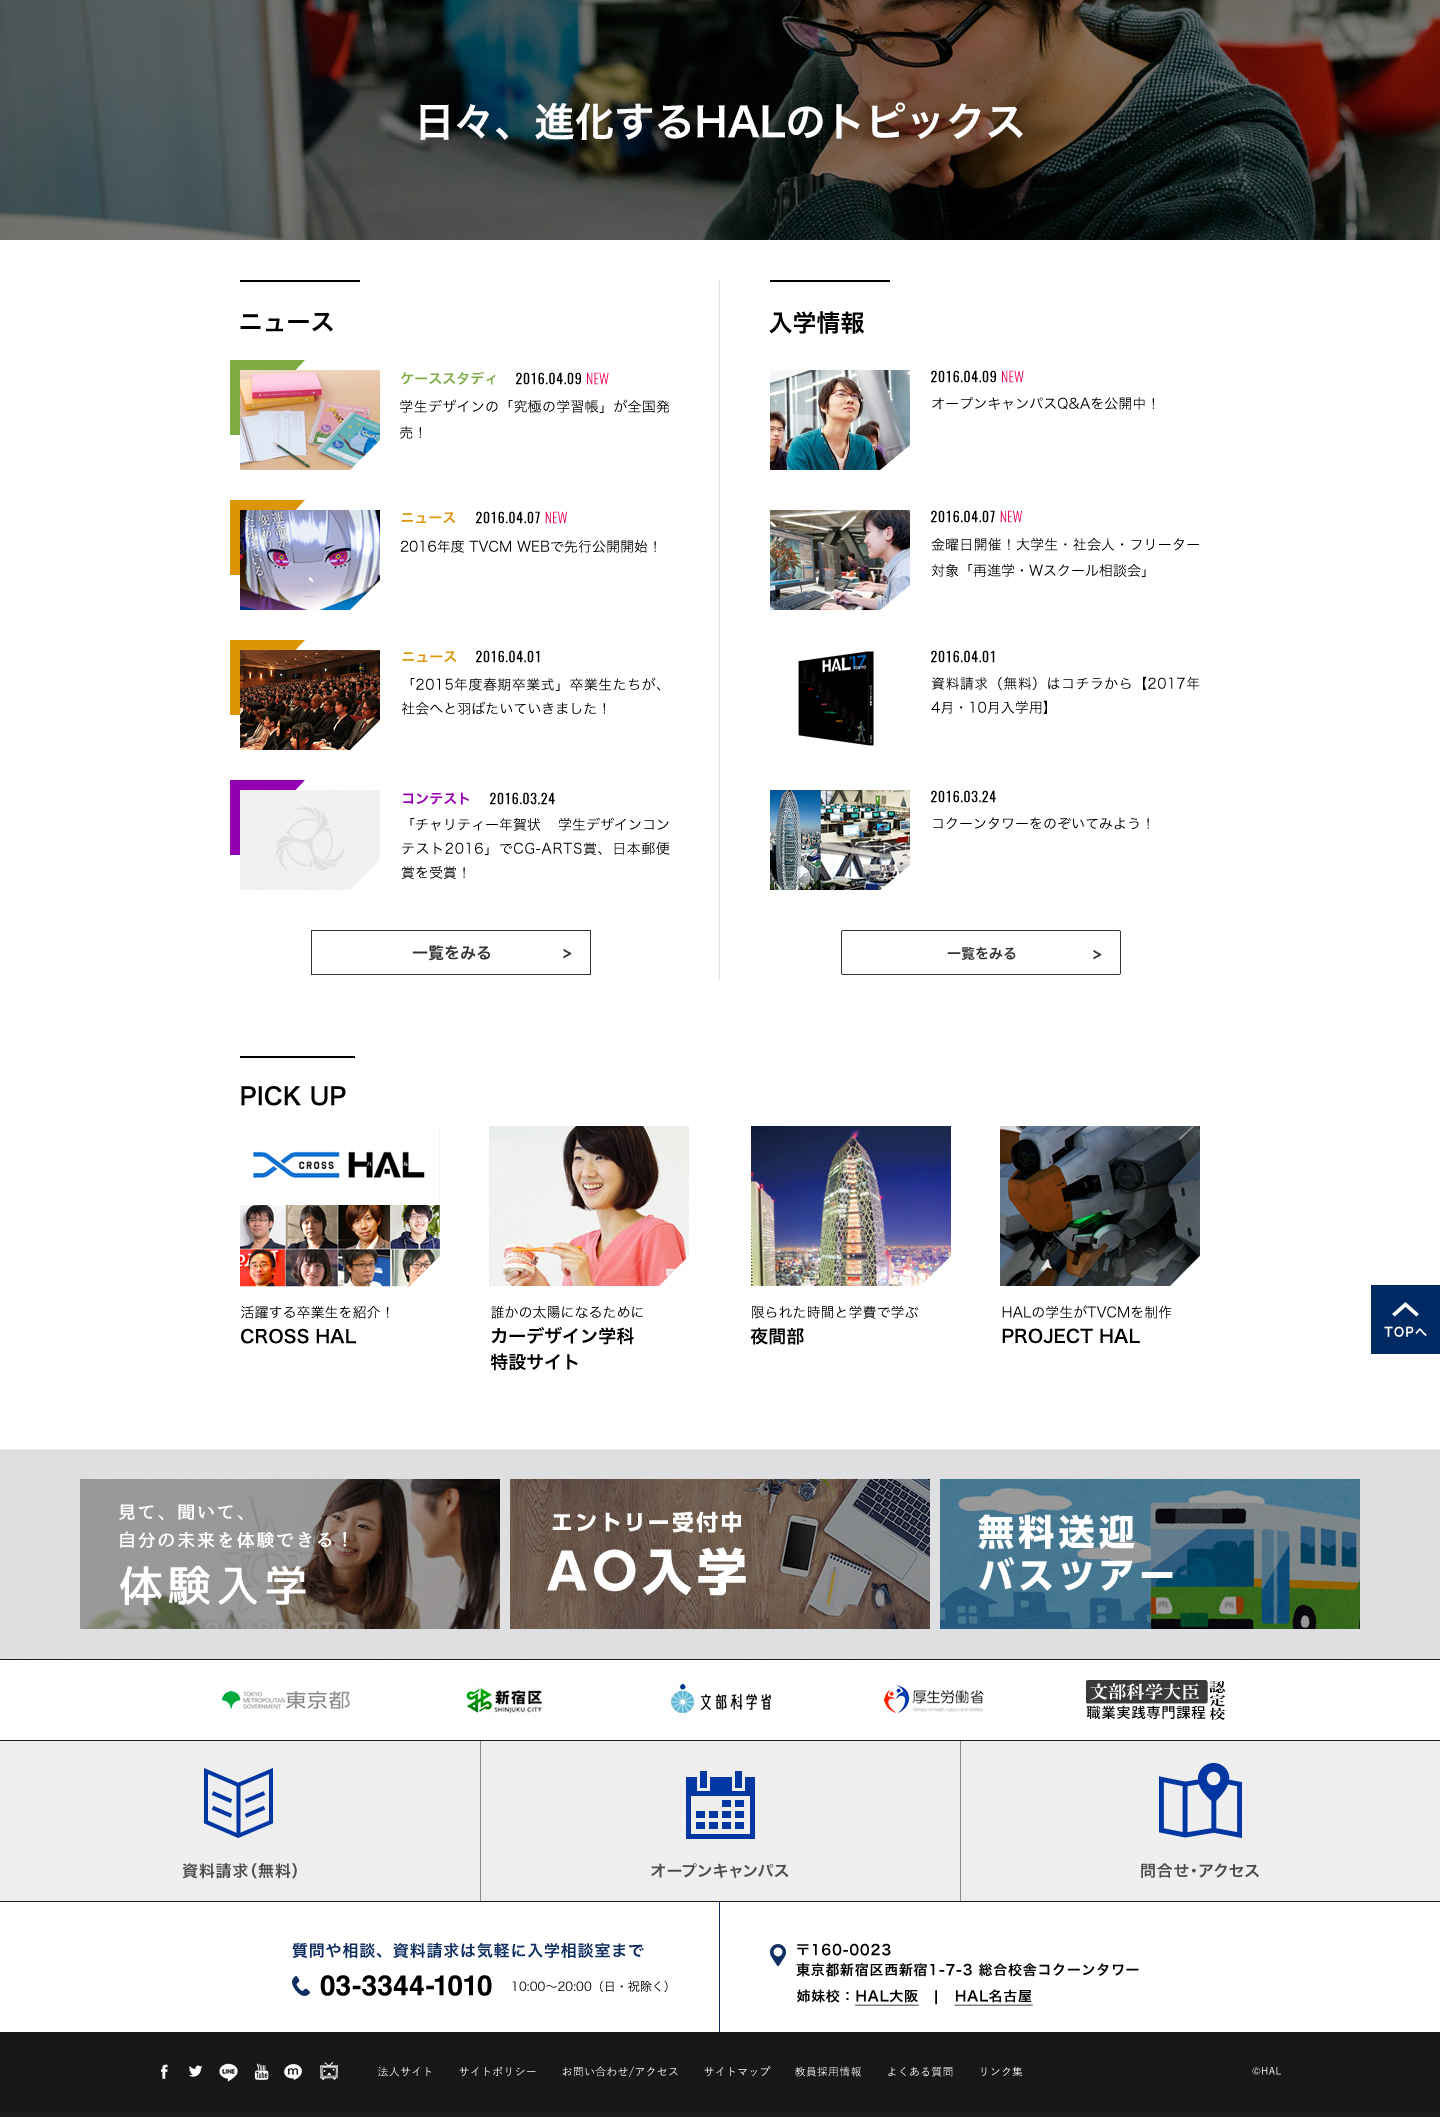 日々、進化するHALのトピックス
ニュース
ケーススタディ 2016.04.09 NEW
学生デザインの「究極の学習帳」が全国発
売！
ニュース 2016.04.07 NEW
2016年度 TVCM WEBで先行公開開始！
ニュース 2016.04.01
「2015年度春期卒業式」卒業生たちが、
社会へと羽ばたいていきました！
コンテスト 2016.03.24
「チャリティー年賀状　学生デザインコン
テスト2016」でCG-ARTS賞、日本郵便
賞を受賞！
一覧をみる >
入学情報
2016.04.09 NEW
オープンキャンパスQ&Aを公開中！
2016.04.07 NEW
金曜日開催！大学生・社会人・フリーター
対象「再進学・Wスクール相談会」
HAL'17
TOKYO
2016.04.01
資料請求（無料）はコチラから【2017年
4月・10月入学用】
2016.03.24
コクーンタワーをのぞいてみよう！
一覧をみる >
PICK UP
CROSS HAL
活躍する卒業生を紹介！
CROSS HAL
誰かの太陽になるために
カーデザイン学科
特設サイト
限られた時間と学費で学ぶ
夜間部
HALの学生がTVCMを制作
PROJECT HAL
TOPへ
見て、聞いて、
自分の未来を体験できる！
体験入学
エントリー受付中
AO入学
無料送迎
バスツアー
TOKYO
METROPOLITAN
GOVERNMENT
東京都
新宿区
SHINJUKU CITY
文部科学省
厚生労働省
Ministry of Health, Labour and Welfare
文部科学大臣
認定校
職業実践専門課程
資料請求（無料）
オープンキャンパス
問合せ・アクセス
質問や相談、資料請求は気軽に入学相談室まで
03-3344-1010 10:00〜20:00（日・祝除く）
〒160-0023
東京都新宿区西新宿1-7-3 総合校舎コクーンタワー
姉妹校：HAL大阪 | HAL名古屋
LINE You Tube m 法人サイト サイトポリシー お問い合わせ/アクセス サイトマップ 教員採用情報 よくある質問 リンク集 ©HAL